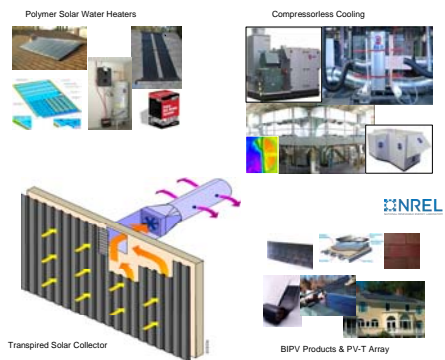 Polymer Solar Water Heaters
Compressorless Cooling
NREL
Transpired Solar Collector
BIPV Products & PV-T Array